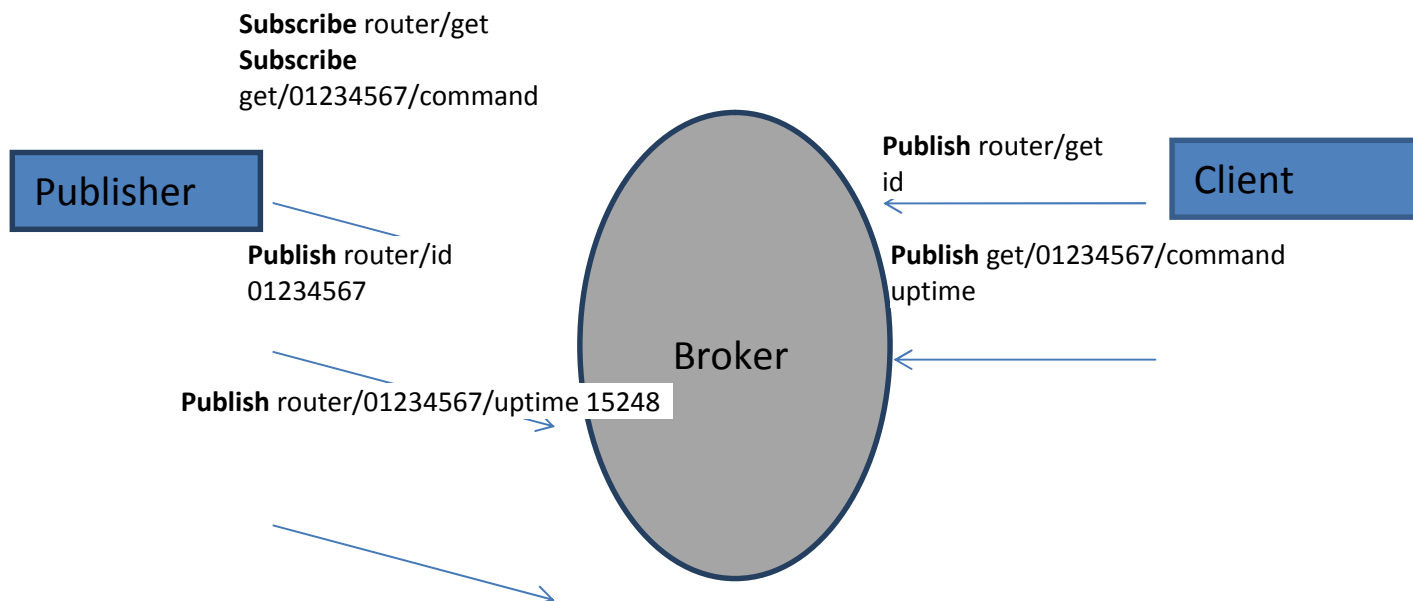 Subscribe router/get
Subscribe
get/01234567/command
Publisher
Publish router/id
01234567
Publish router/01234567/uptime 15248
Broker
Publish router/get
id
Client
Publish get/01234567/command
uptime